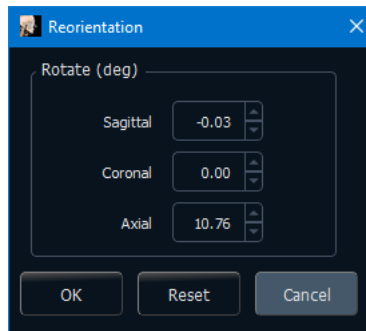 Reorientation
Rotate (deg)
Sagittal -0.03
Coronal 0.00
Axial 10.76
OK Reset Cancel